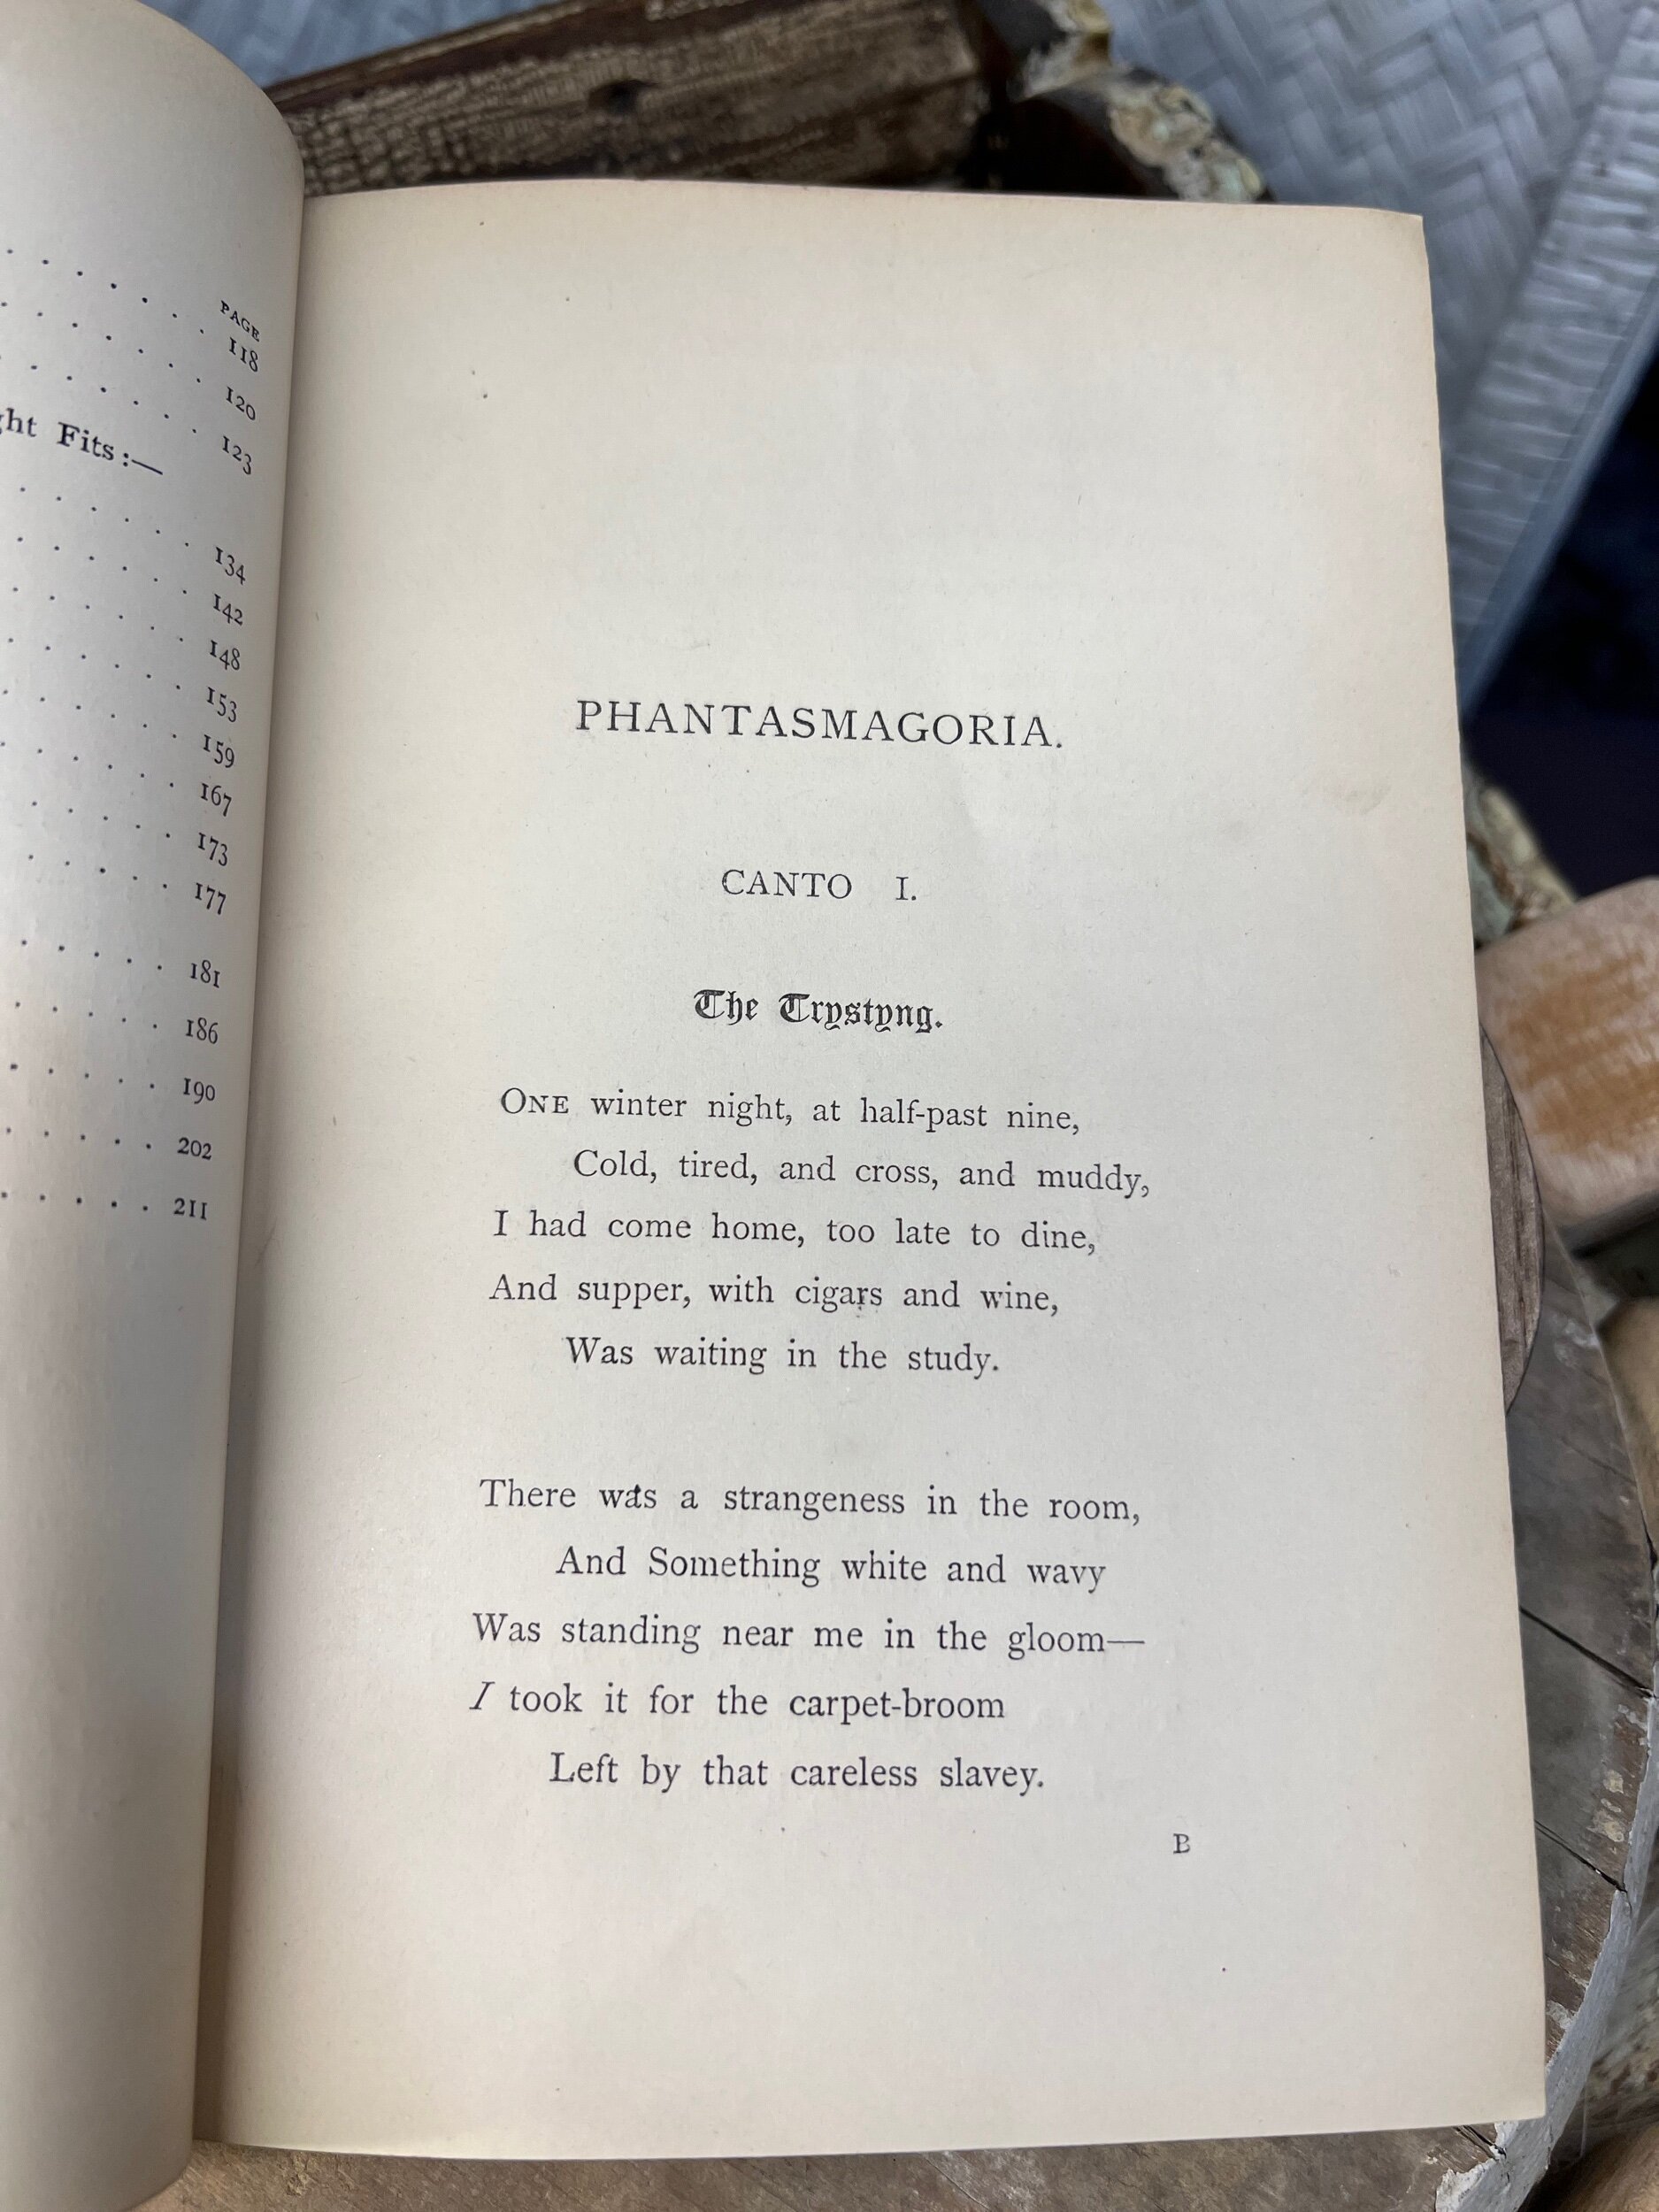 PAGE
118
120
123
ght Fits:—
134
142
148
153
159
167
173
177
181
186
190
202
211
PHANTASMAGORIA.
CANTO I.
The Trystyng.
ONE winter night, at half-past nine,
Cold, tired, and cross, and muddy,
I had come home, too late to dine,
And supper, with cigars and wine,
Was waiting in the study.
There was a strangeness in the room,
And Something white and wavy
Was standing near me in the gloom—
I took it for the carpet-broom
Left by that careless slavey.
B